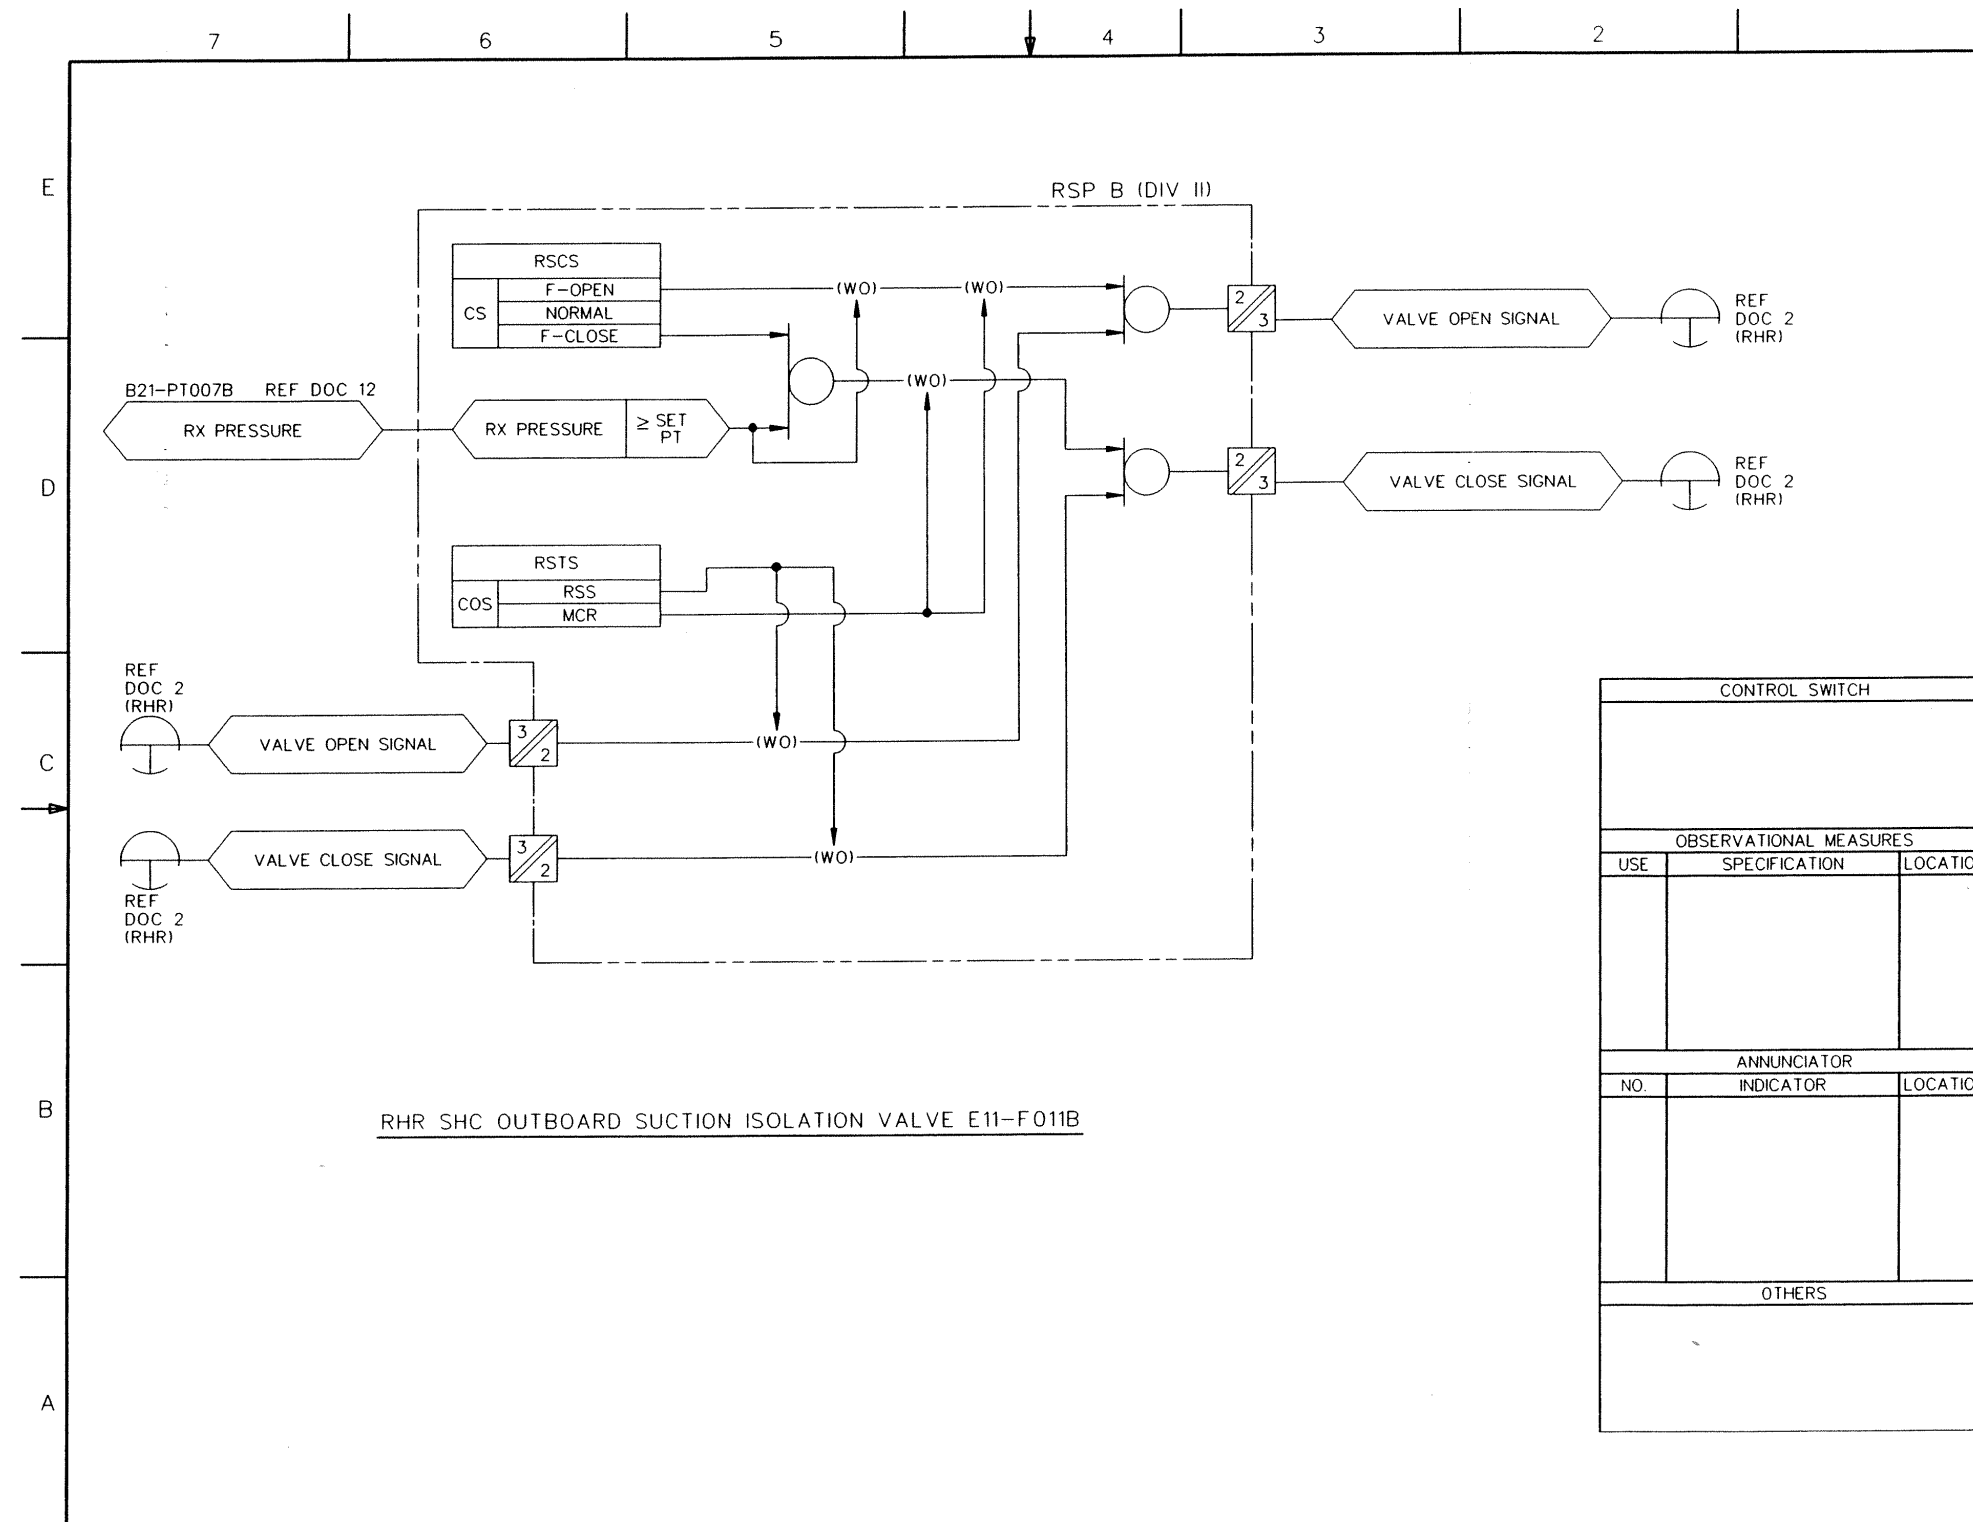 7 6 5 4 3 2
E
RSP B (DIV II)
RSCS
CS
F-OPEN
NORMAL
F-CLOSE
(WO) (WO)
2
3
VALVE OPEN SIGNAL
REF
DOC 2
(RHR)
B21-PT007B REF DOC 12
RX PRESSURE
RX PRESSURE
≥ SET
PT
(WO)
D
2
3
VALVE CLOSE SIGNAL
REF
DOC 2
(RHR)
RSTS
COS
RSS
MCR
REF
DOC 2
(RHR)
VALVE OPEN SIGNAL
3
2
(WO)
C
VALVE CLOSE SIGNAL
3
2
(WO)
REF
DOC 2
(RHR)
CONTROL SWITCH
OBSERVATIONAL MEASURES
USE SPECIFICATION LOCATIO
ANNUNCIATOR
NO. INDICATOR LOCATIO
B
RHR SHC OUTBOARD SUCTION ISOLATION VALVE E11-F011B
OTHERS
A